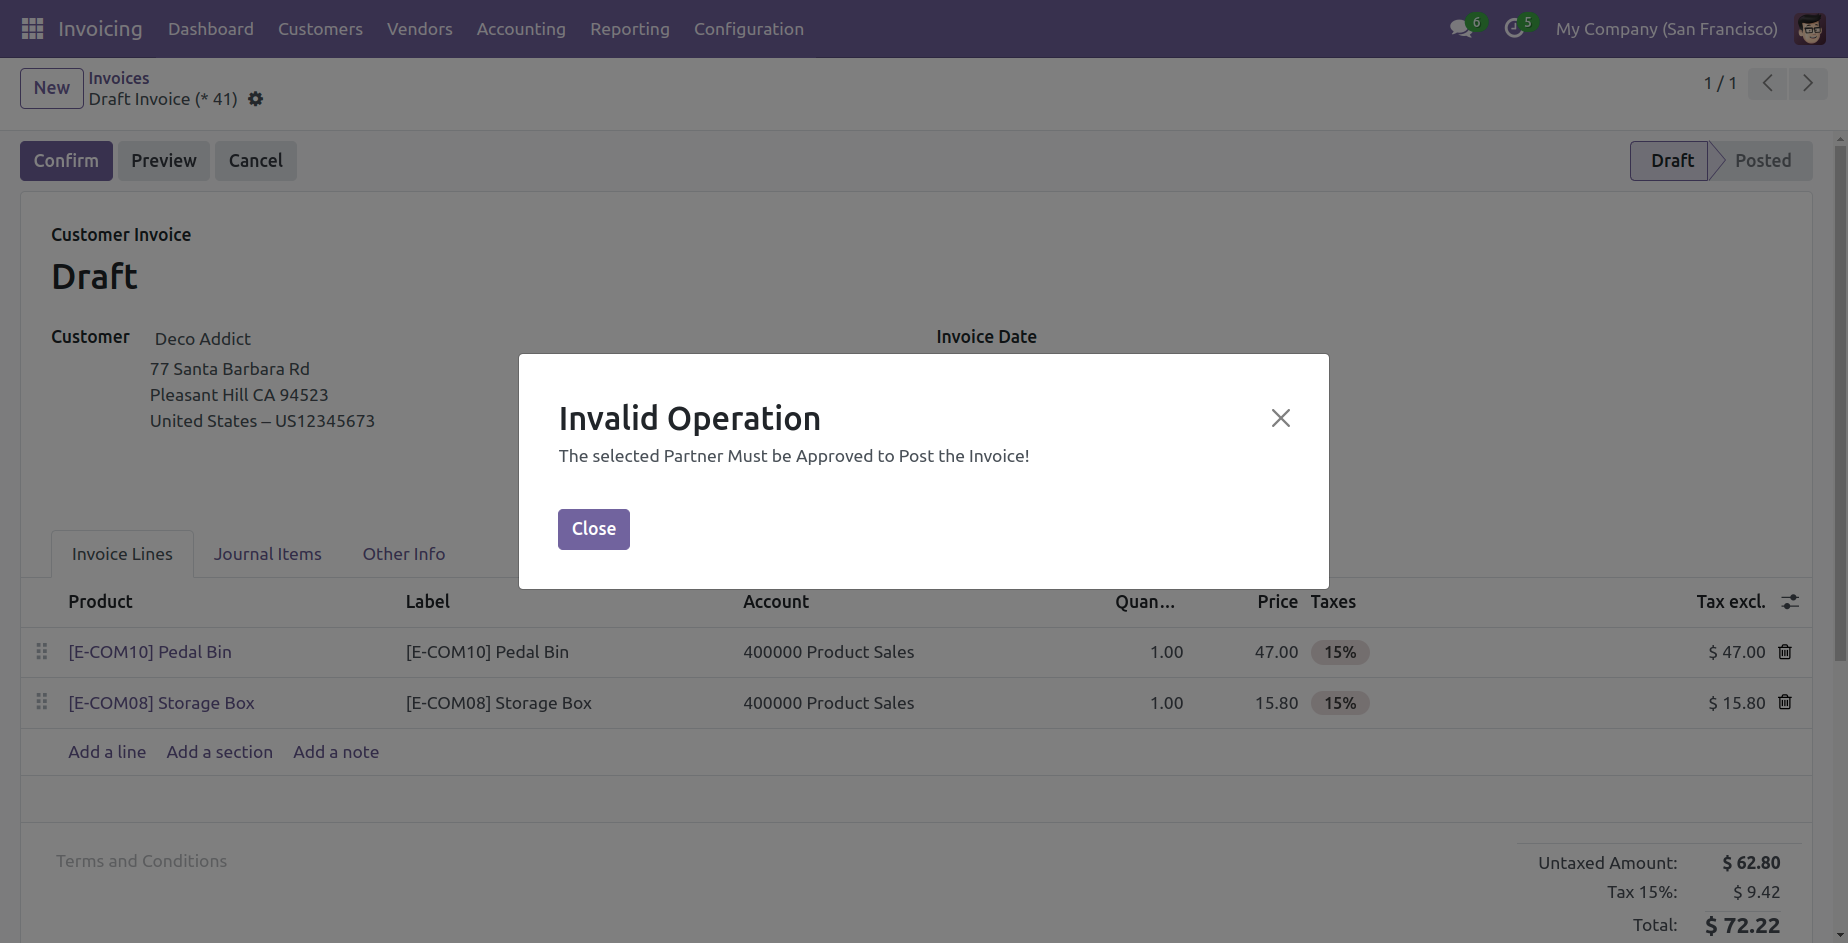 Invoicing Dashboard Customers Vendors Accounting Reporting Configuration 6 5 My Company (San Francisco)
New Invoices 1 / 1
Draft Invoice (* 41)
Confirm Preview Cancel Draft Posted
Customer Invoice
Draft
Customer Deco Addict Invoice Date
77 Santa Barbara Rd
Pleasant Hill CA 94523
United States – US12345673
Invalid Operation
The selected Partner Must be Approved to Post the Invoice!
Close
Invoice Lines Journal Items Other Info
Product Label Account Quan... Price Taxes Tax excl.
[E-COM10] Pedal Bin [E-COM10] Pedal Bin 400000 Product Sales 1.00 47.00 15% $ 47.00
[E-COM08] Storage Box [E-COM08] Storage Box 400000 Product Sales 1.00 15.80 15% $ 15.80
Add a line Add a section Add a note
Terms and Conditions
Untaxed Amount: $ 62.80
Tax 15%: $ 9.42
Total: $ 72.22